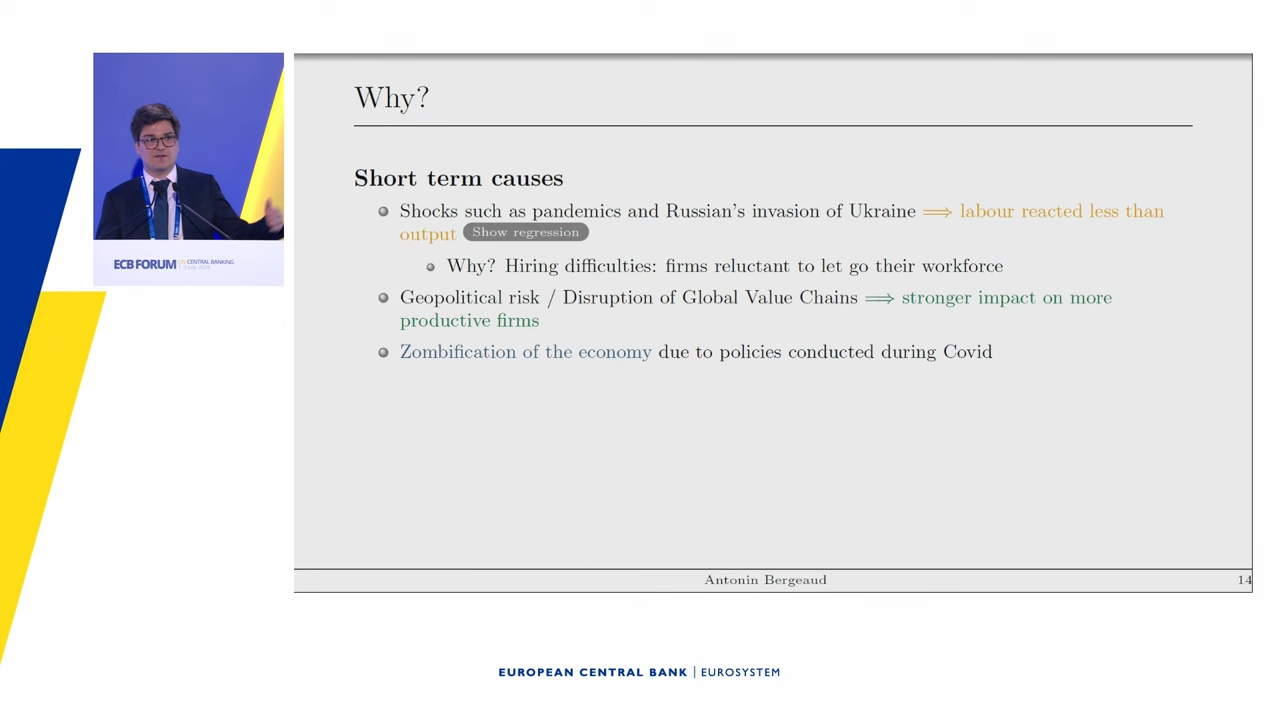 Why?
Short term causes
Shocks such as pandemics and Russian's invasion of Ukraine ⟹ labour reacted less than
output Show regression
Why? Hiring difficulties: firms reluctant to let go their workforce
Geopolitical risk / Disruption of Global Value Chains ⟹ stronger impact on more
productive firms
Zombification of the economy due to policies conducted during Covid
Antonin Bergeaud
14
ECB FORUM
CENTRAL BANKING
2024
EUROPEAN CENTRAL BANK | EUROSYSTEM